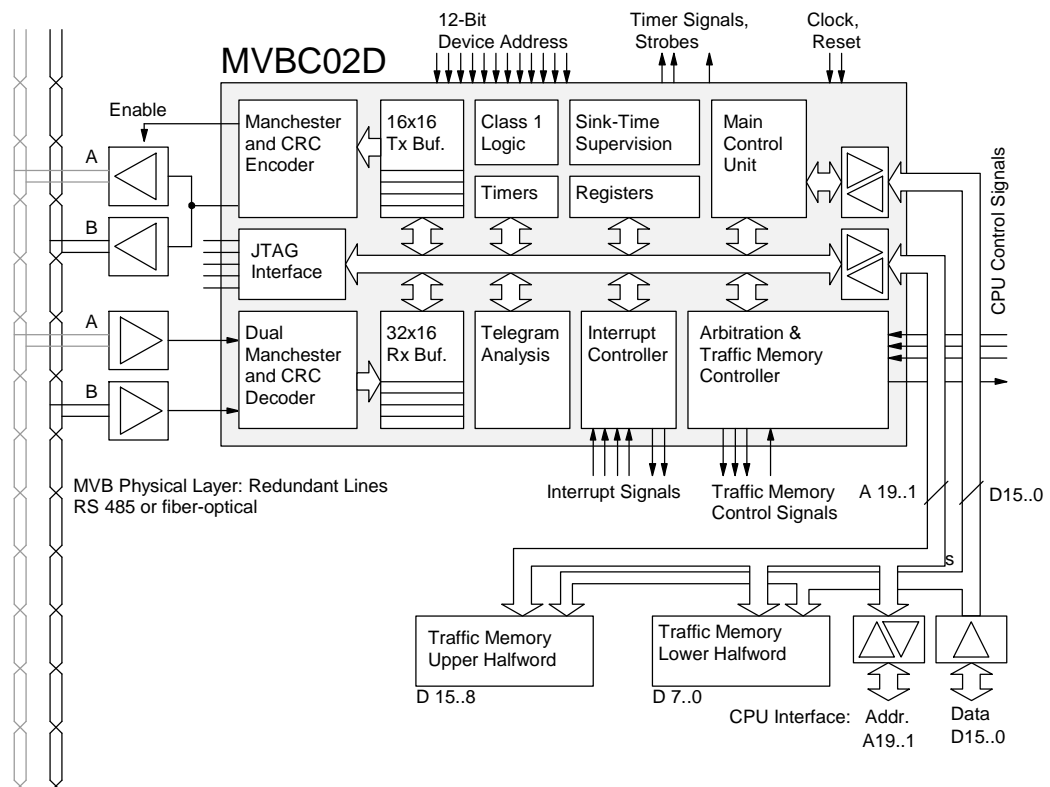 12-Bit
Device Address
Timer Signals,
Strobes
Clock,
Reset
MVBC02D
Enable
Manchester
and CRC
Encoder
16x16
Tx Buf.
Class 1
Logic
Sink-Time
Supervision
Main
Control
Unit
A
Timers
Registers
CPU Control Signals
B
JTAG
Interface
A
Dual
Manchester
and CRC
Decoder
32x16
Rx Buf.
Telegram
Analysis
Interrupt
Controller
Arbitration &
Traffic Memory
Controller
B
MVB Physical Layer: Redundant Lines
RS 485 or fiber-optical
Interrupt Signals
Traffic Memory
Control Signals
A 19..1
D15..0
s
Traffic Memory
Upper Halfword
Traffic Memory
Lower Halfword
D 15..8
D 7..0
CPU Interface:
Addr.
A19..1
Data
D15..0